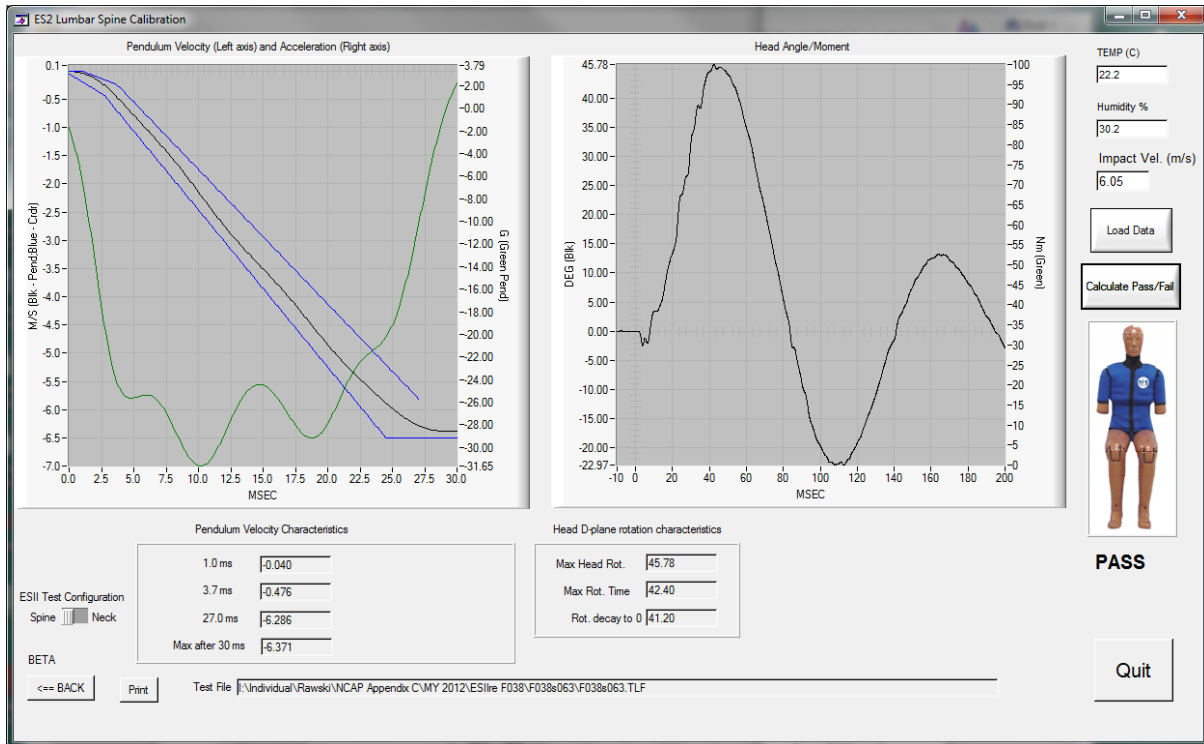 ES2 Lumbar Spine Calibration
Pendulum Velocity (Left axis) and Acceleration (Right axis)
0.1
-0.5
-1.0
-1.5
-2.0
-2.5
-3.0
-3.5
-4.0
-4.5
-5.0
-5.5
-6.0
-6.5
-7.0
M/S (Blk - Pend;Blue - Crdr)
-3.79
-2.00
-0.00
-2.00
-4.00
-6.00
-8.00
-10.00
-12.00
-14.00
-16.00
-18.00
-20.00
-22.00
-24.00
-26.00
-28.00
-30.00
-31.65
G (Green Pend)
0.0 2.5 5.0 7.5 10.0 12.5 15.0 17.5 20.0 22.5 25.0 27.5 30.0
MSEC
Head Angle/Moment
45.78
40.00
35.00
30.00
25.00
20.00
15.00
10.00
5.00
0.00
-5.00
-10.00
-15.00
-20.00
-22.97
DEG (Blk)
-100
-95
-90
-85
-80
-75
-70
-65
-60
-55
-50
-45
-40
-35
-30
-25
-20
-15
-10
-5
-0
Nm (Green)
-10 0 20 40 60 80 100 120 140 160 180 200
MSEC
TEMP (C)
22.2
Humidity %
30.2
Impact Vel. (m/s)
6.05
Load Data
Calculate Pass/Fail
PASS
Pendulum Velocity Characteristics
1.0 ms -0.040
3.7 ms -0.476
27.0 ms -6.286
Max after 30 ms -6.371
Head D-plane rotation characteristics
Max Head Rot. 45.78
Max Rot. Time 42.40
Rot. decay to 0 41.20
ESII Test Configuration
Spine Neck
BETA
<== BACK
Print
Test File I:\Individual\Rawski\NCAP Appendix C\MY 2012\ESIIre F038\F038s063\F038s063.TLF
Quit